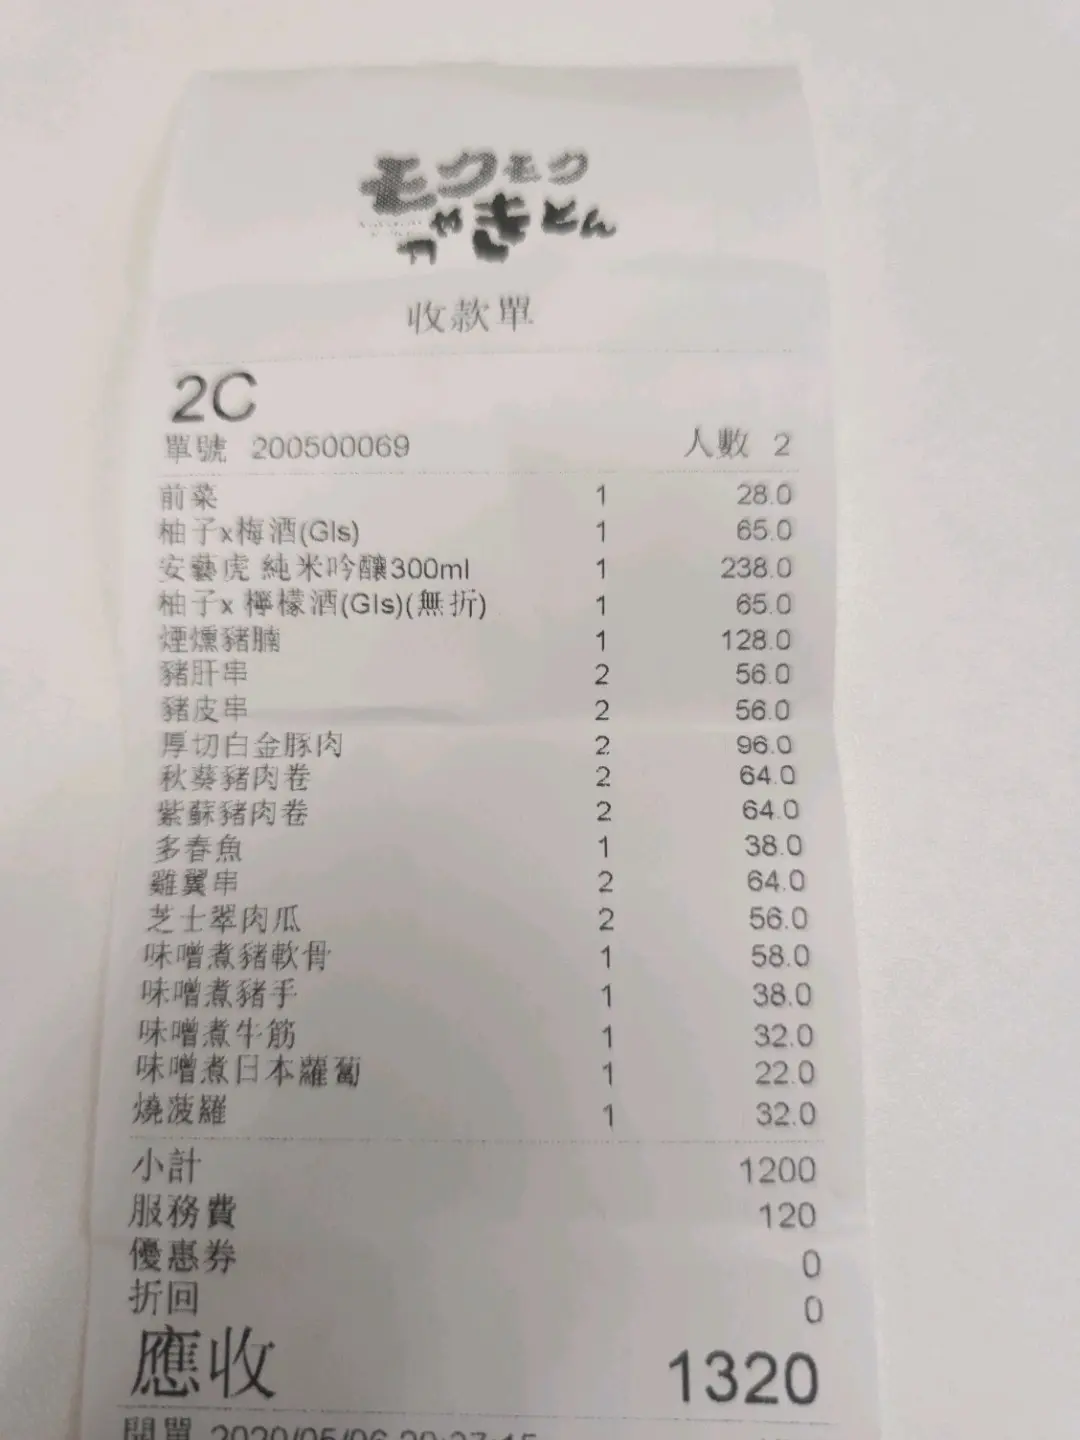 モクモク
やきとん
收款單
2C
單號 200500069 人數 2
前菜 1 28.0
柚子x梅酒(Gls) 1 65.0
安藝虎 純米吟釀300ml 1 238.0
柚子x 檸檬酒(Gls)(無折) 1 65.0
煙燻豬腩 1 128.0
豬肝串 2 56.0
豬皮串 2 56.0
厚切白金豚肉 2 96.0
秋葵豬肉卷 2 64.0
紫蘇豬肉卷 2 64.0
多春魚 1 38.0
雞翼串 2 64.0
芝士翠肉瓜 2 56.0
味噌煮豬軟骨 1 58.0
味噌煮豬手 1 38.0
味噌煮牛筋 1 32.0
味噌煮日本蘿蔔 1 22.0
燒菠蘿 1 32.0
小計 1200
服務費 120
優惠券 0
折回 0
應收 1320
開單 2020/05/06 20:27:15